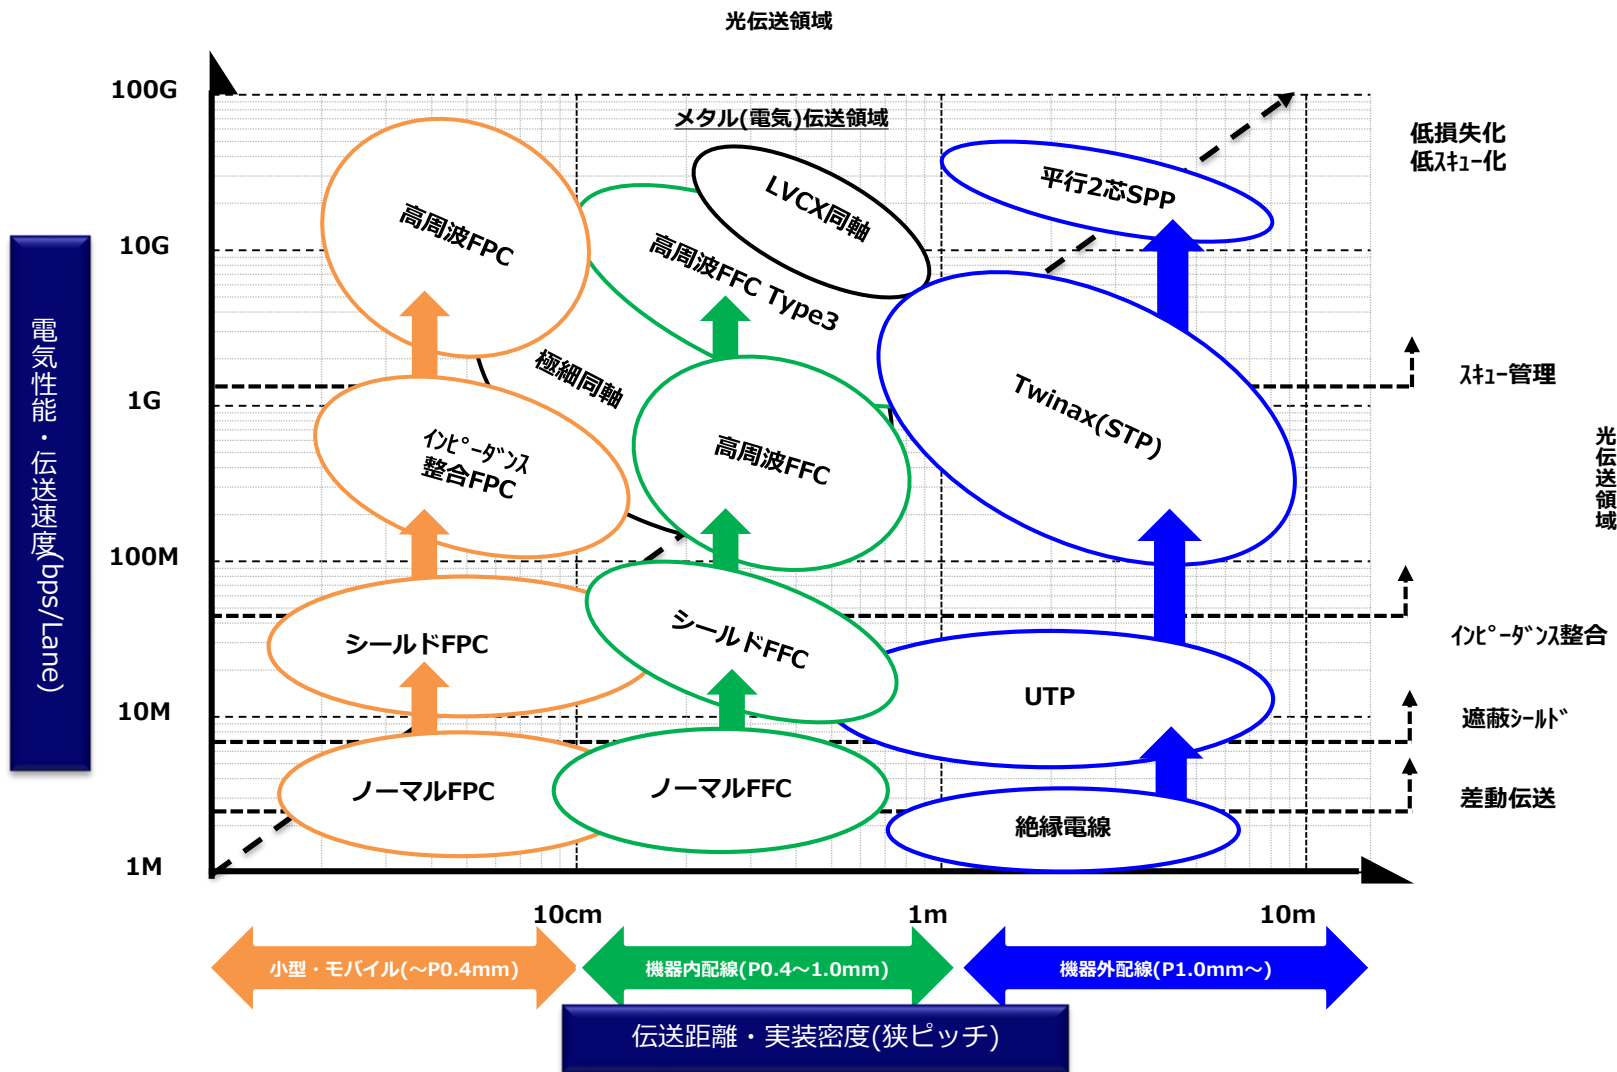 光伝送領域
100G
メタル(電気)伝送領域
低損失化
低ｽｷｭｰ化
平行2芯SPP
LVCX同軸
高周波FPC
高周波FFC Type3
10G
電気性能・伝送速度(bps/Lane)
極細同軸
ｽｷｭｰ管理
1G
Twinax(STP)
ｲﾝﾋﾟｰﾀﾞﾝｽ
整合FPC
高周波FFC
光伝送領域
100M
シールドFPC
シールドFFC
ｲﾝﾋﾟｰﾀﾞﾝｽ整合
UTP
10M
遮蔽ｼｰﾙﾄﾞ
ノーマルFPC
ノーマルFFC
差動伝送
絶縁電線
1M
10cm
1m
10m
小型・モバイル(～P0.4mm)
機器内配線(P0.4～1.0mm)
機器外配線(P1.0mm～)
伝送距離・実装密度(狭ピッチ)